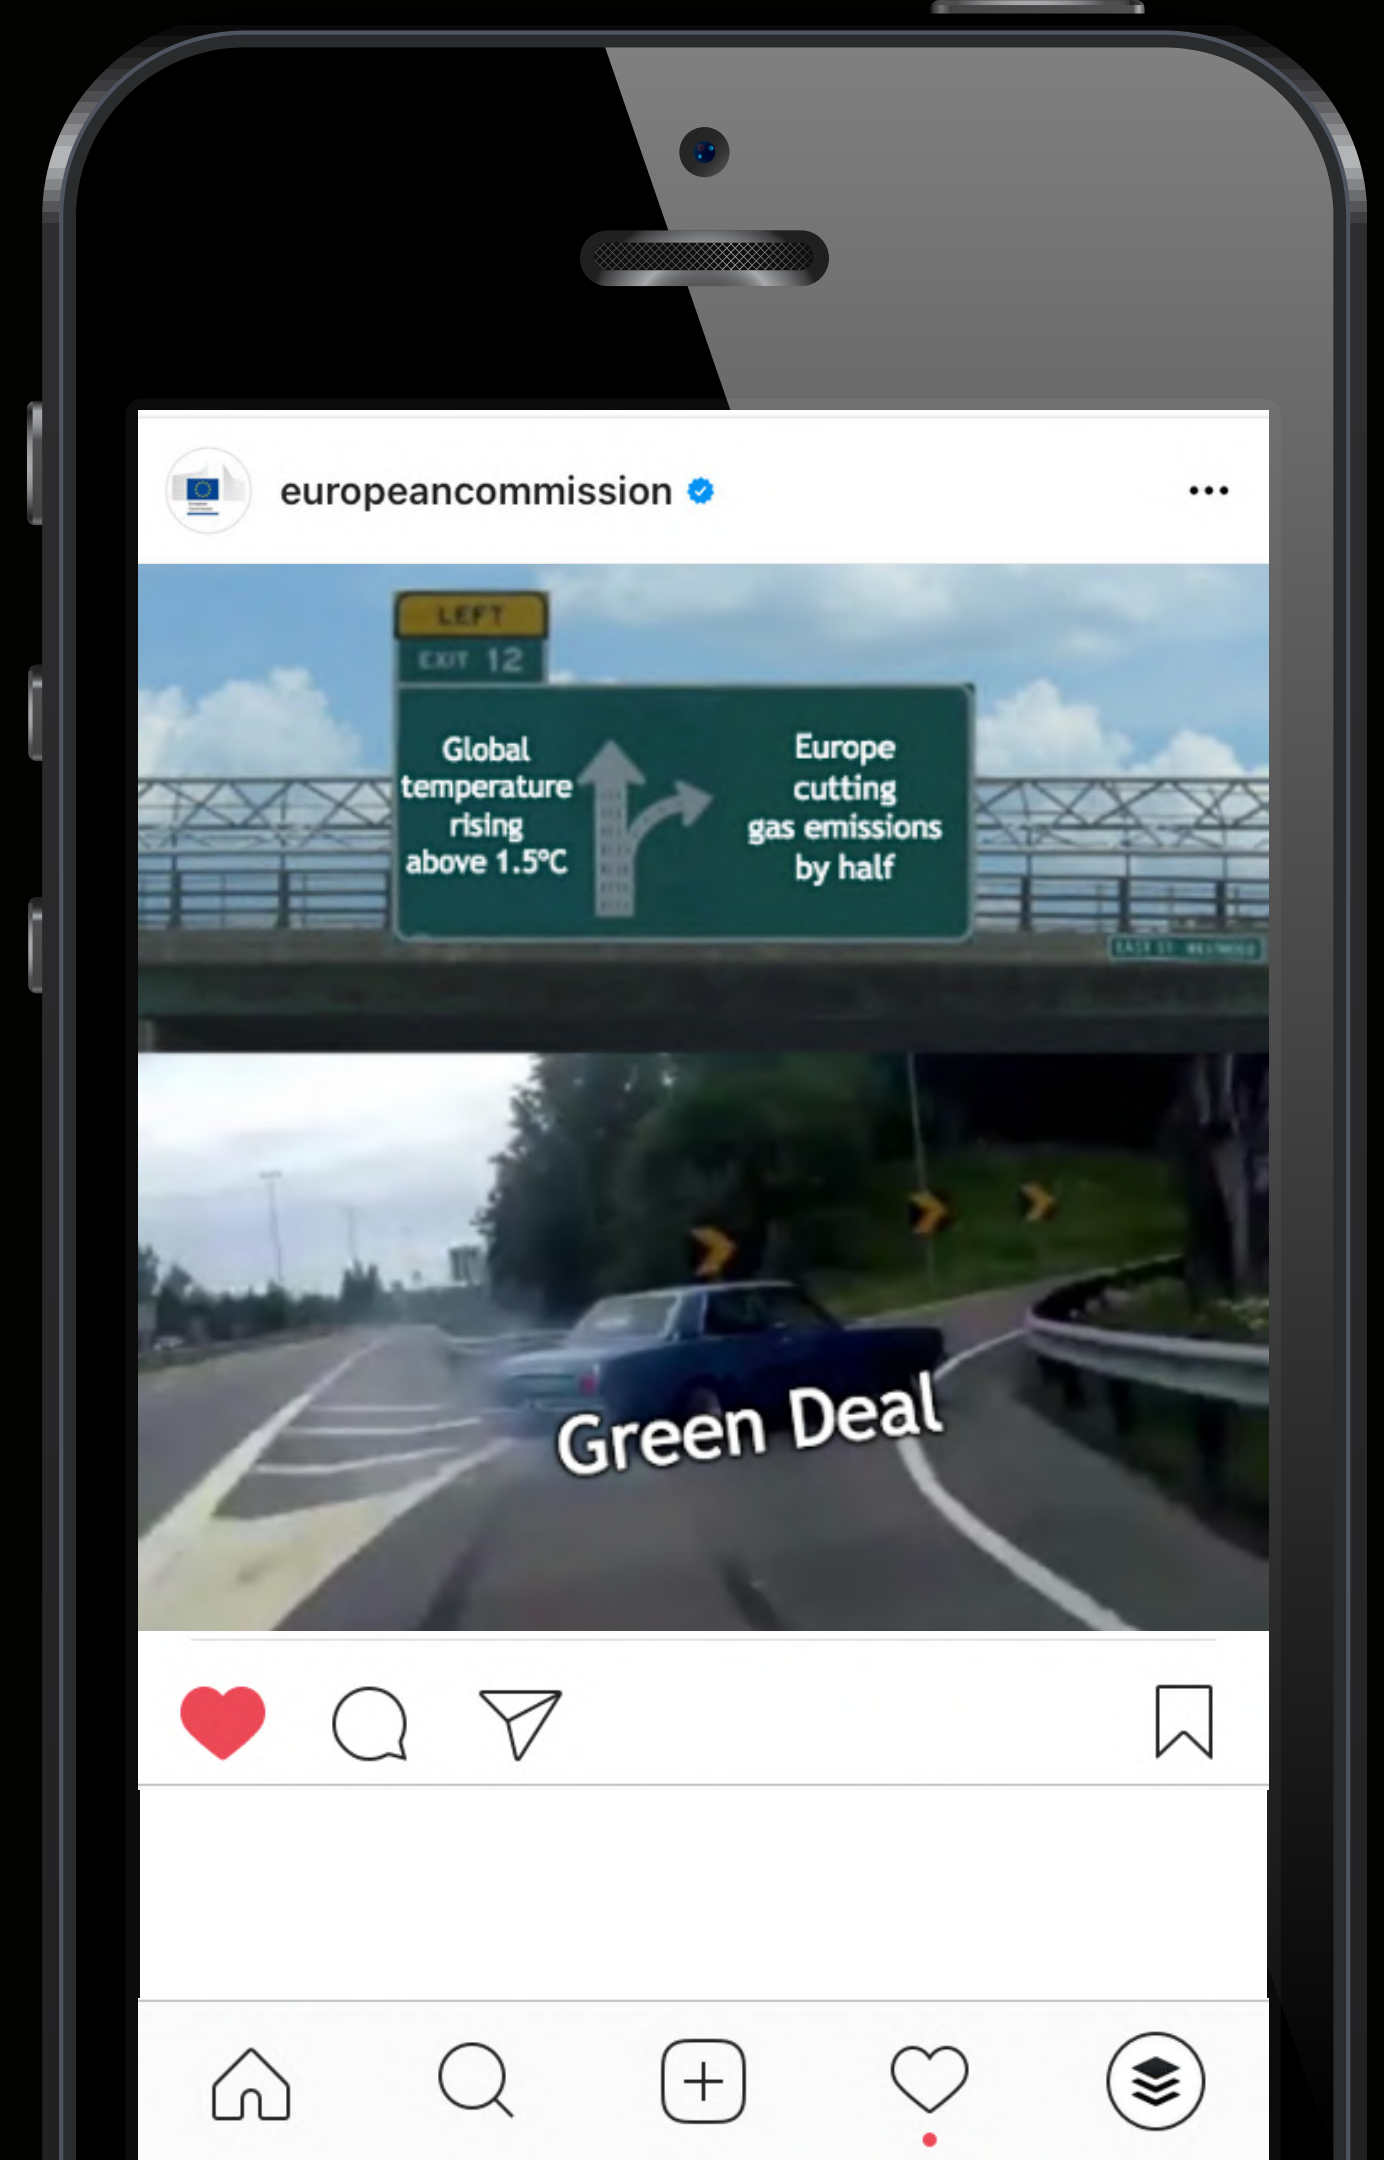 europeancommission
LEFT
EXIT 12
Global
temperature
rising
above 1.5°C
Europe
cutting
gas emissions
by half
Green Deal